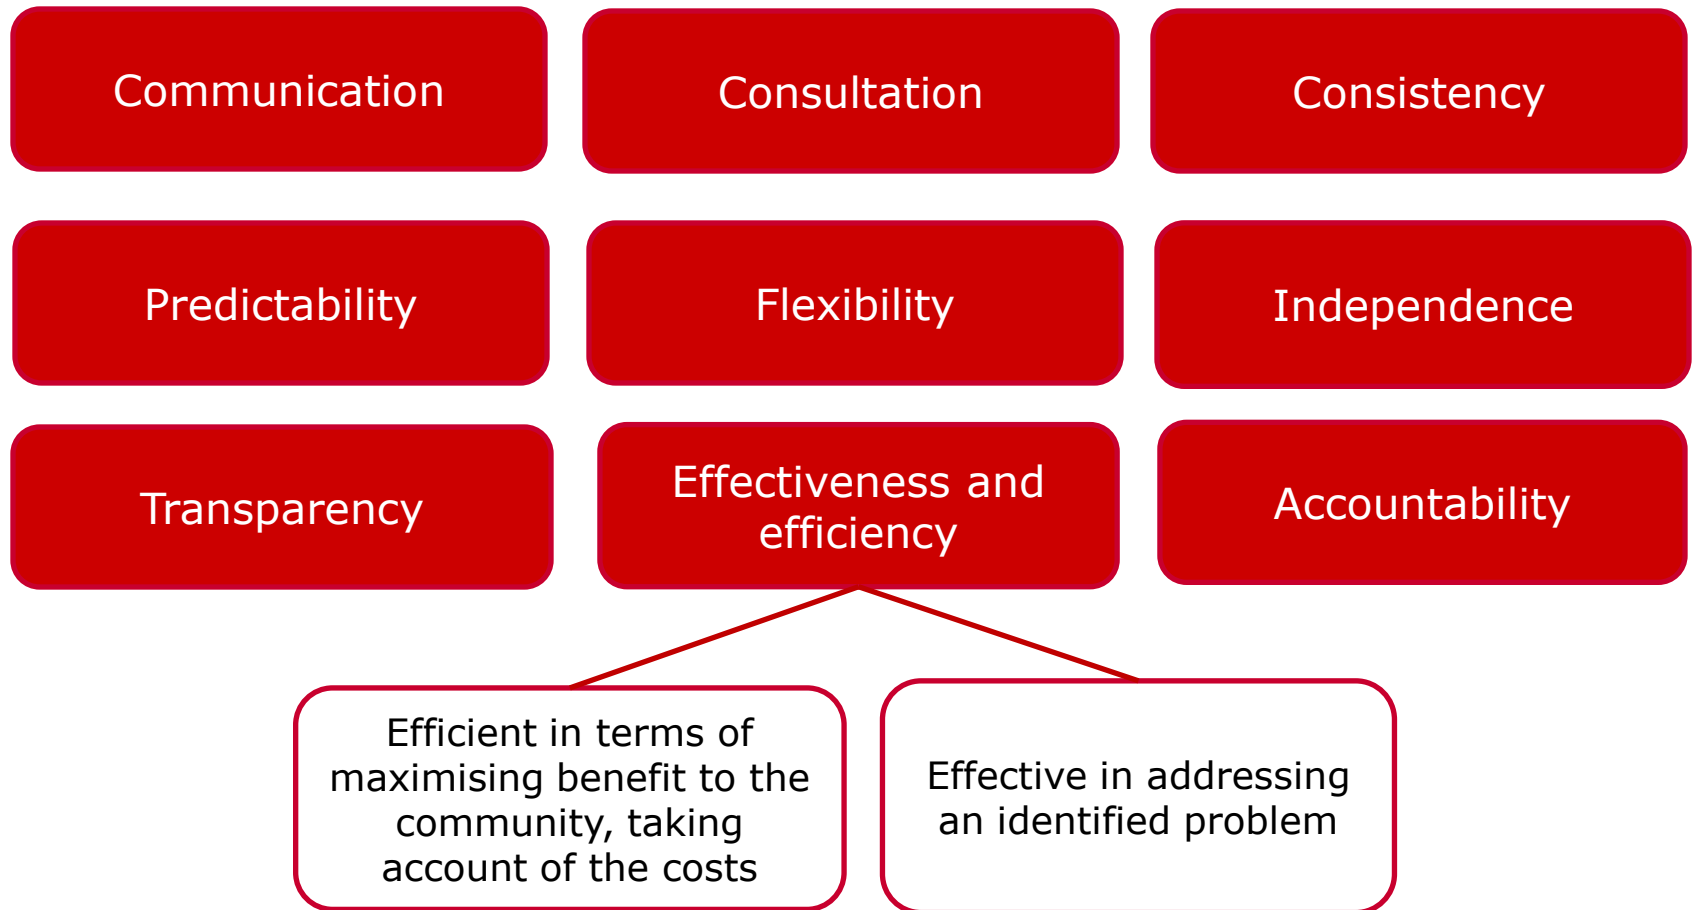 Communication
Consultation
Consistency
Predictability
Flexibility
Independence
Transparency
Effectiveness and
efficiency
Accountability
Efficient in terms of
maximising benefit to the
community, taking
account of the costs
Effective in addressing
an identified problem